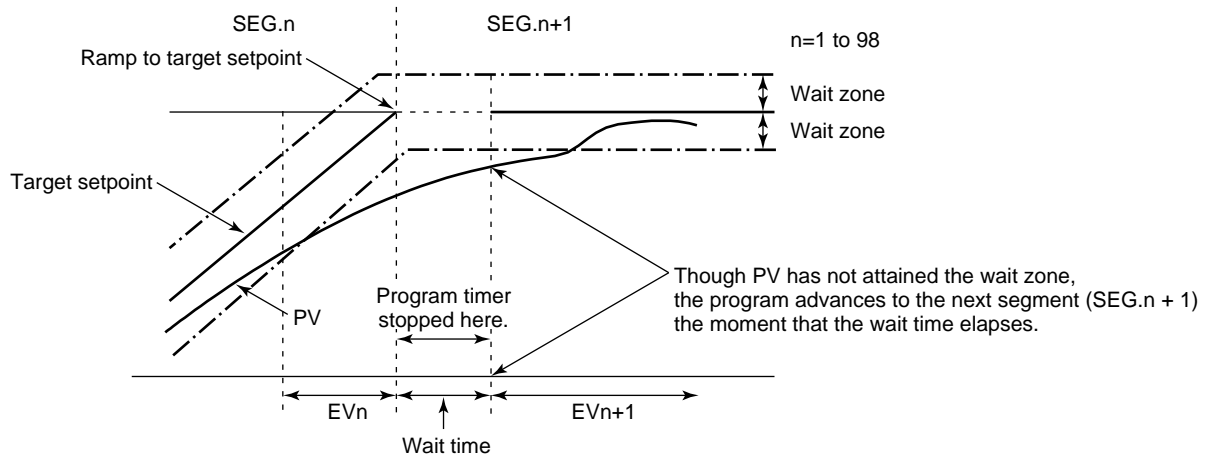 SEG.n
SEG.n+1
n=1 to 98
Ramp to target setpoint
Wait zone
Wait zone
Target setpoint
PV
Program timer
stopped here.
Though PV has not attained the wait zone,
the program advances to the next segment (SEG.n + 1)
the moment that the wait time elapses.
EVn
EVn+1
Wait time